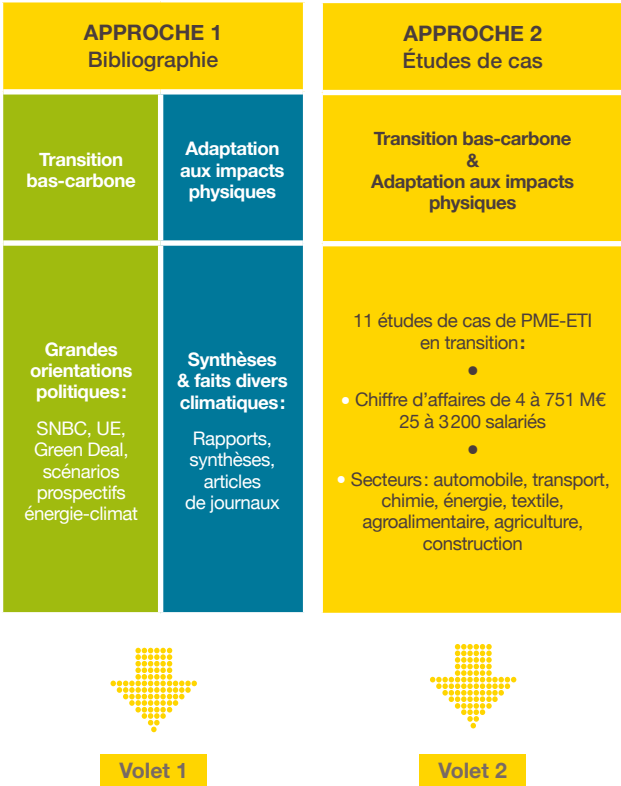 APPROCHE 1
Bibliographie
Transition
bas-carbone
Adaptation
aux impacts
physiques
Grandes
orientations
politiques :
SNBC, UE,
Green Deal,
scénarios
prospectifs
énergie-climat
Synthèses
& faits divers
climatiques :
Rapports,
synthèses,
articles
de journaux
Volet 1
APPROCHE 2
Études de cas
Transition bas-carbone
&
Adaptation aux impacts
physiques
11 études de cas de PME-ETI
en transition :
•
• Chiffre d’affaires de 4 à 751 M€
25 à 3 200 salariés
•
• Secteurs : automobile, transport,
chimie, énergie, textile,
agroalimentaire, agriculture,
construction
Volet 2